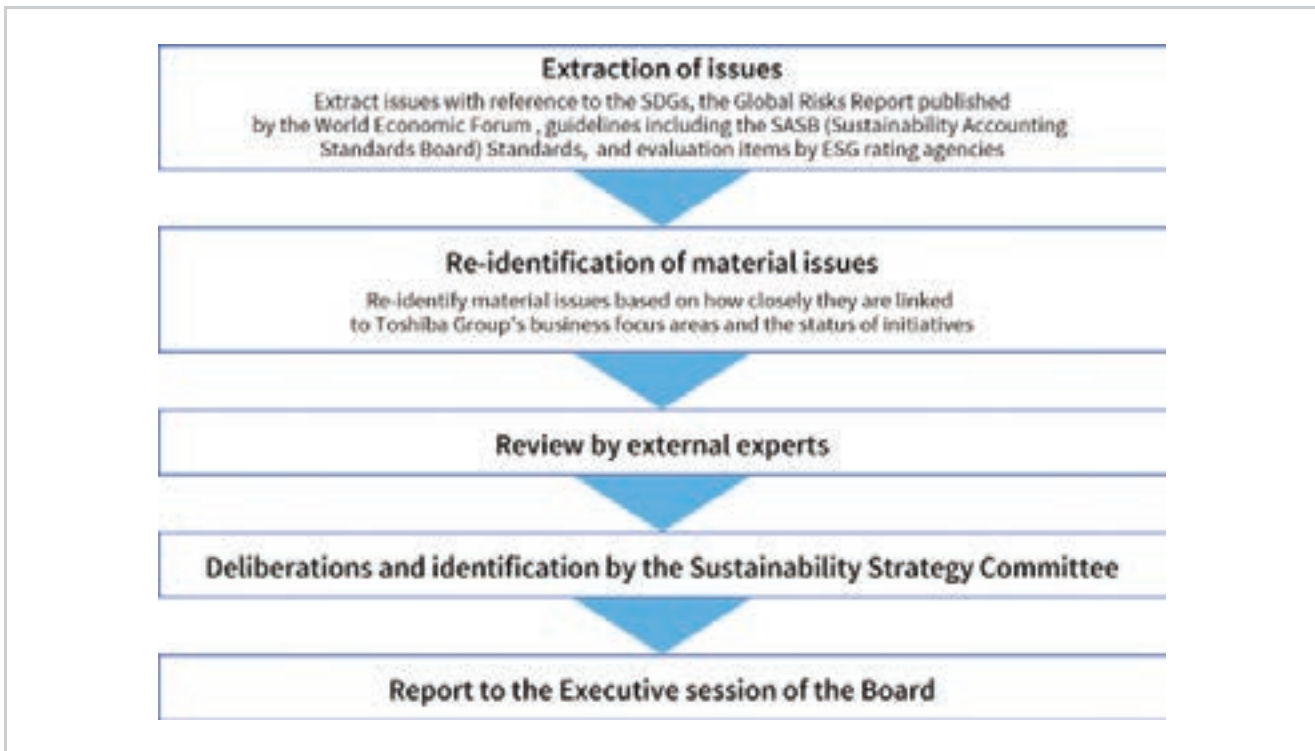 Extraction of issues
Extract issues with reference to the SDGs, the Global Risks Report published
by the World Economic Forum , guidelines including the SASB (Sustainability Accounting
Standards Board) Standards, and evaluation items by ESG rating agencies
Re-identification of material issues
Re-identify material issues based on how closely they are linked
to Toshiba Group's business focus areas and the status of initiatives
Review by external experts
Deliberations and identification by the Sustainability Strategy Committee
Report to the Executive session of the Board